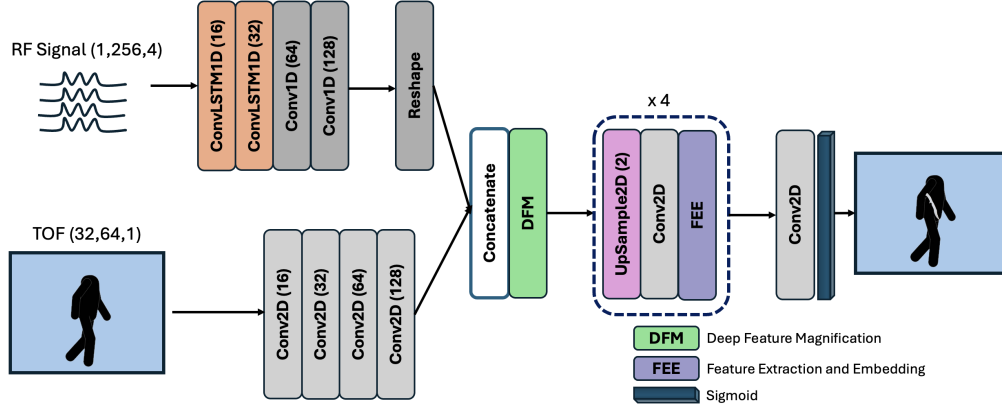 RF Signal (1,256,4)
ConvLSTM1D (16)
ConvLSTM1D (32)
Conv1D (64)
Conv1D (128)
Reshape
TOF (32,64,1)
Conv2D (16)
Conv2D (32)
Conv2D (64)
Conv2D (128)
Concatenate
DFM
x 4
UpSample2D (2)
Conv2D
FEE
Conv2D
DFM Deep Feature Magnification
FEE Feature Extraction and Embedding
Sigmoid